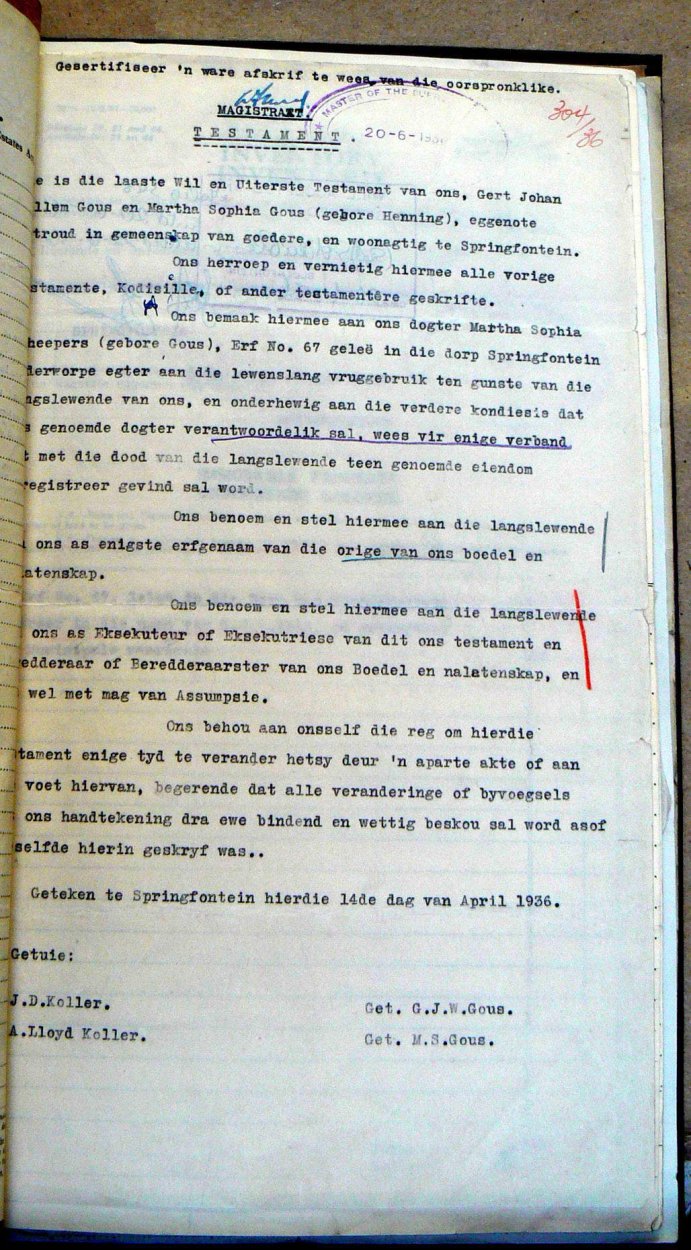 Gesertifiseer 'n ware afskrif te wees van die oorspronklike.
MAGISTRAAT.
MASTER OF THE
304/36
TESTAMENT.
20-6-193
e is die laaste Wil en Uiterste Testament van ons, Gert Johan
llem Gous en Martha Sophia Gous (gebore Henning), eggenote
troud in gemeenskap van goedere, en woonagtig te Springfontein.
Ons herroep en vernietig hiermee alle vorige
stamente, Kodisille, of ander testamentêre geskrifte.
Ons bemaak hiermee aan ons dogter Martha Sophia
heepers (gebore Gous), Erf No. 67 geleë in die dorp Springfontein
derworpe egter aan die lewenslang vruggebruik ten gunste van die
ngslewende van ons, en onderhewig aan die verdere kondiesis dat
s genoemde dogter verantwoordelik sal, wees vir enige verband
t met die dood van die langslewende teen genoemde eiendom
registreer gevind sal word.
Ons benoem en stel hiermee aan die langslewende
ons as enigste erfgenaam van die orige van ons boedel en
latenskap.
Ons benoem en stel hiermee aan die langslewende
ons as Eksekuteur of Eksekutriese van dit ons testament en
edderaar of Beredderaarster van ons Boedel en nalatenskap, en
wel met mag van Assumpsie.
Ons behou aan onsself die reg om hierdie
tament enige tyd te verander hetsy deur 'n aparte akte of aan
voet hiervan, begerende dat alle veranderinge of byvoegsels
ons handtekening dra ewe bindend en wettig beskou sal word asof
selfde hierin geskryf was..
Geteken te Springfontein hierdie 14de dag van April 1936.
Getuie:
J.D.Koller.
Get. G.J.W.Gous.
A.Lloyd Koller.
Get. M.S.Gous.